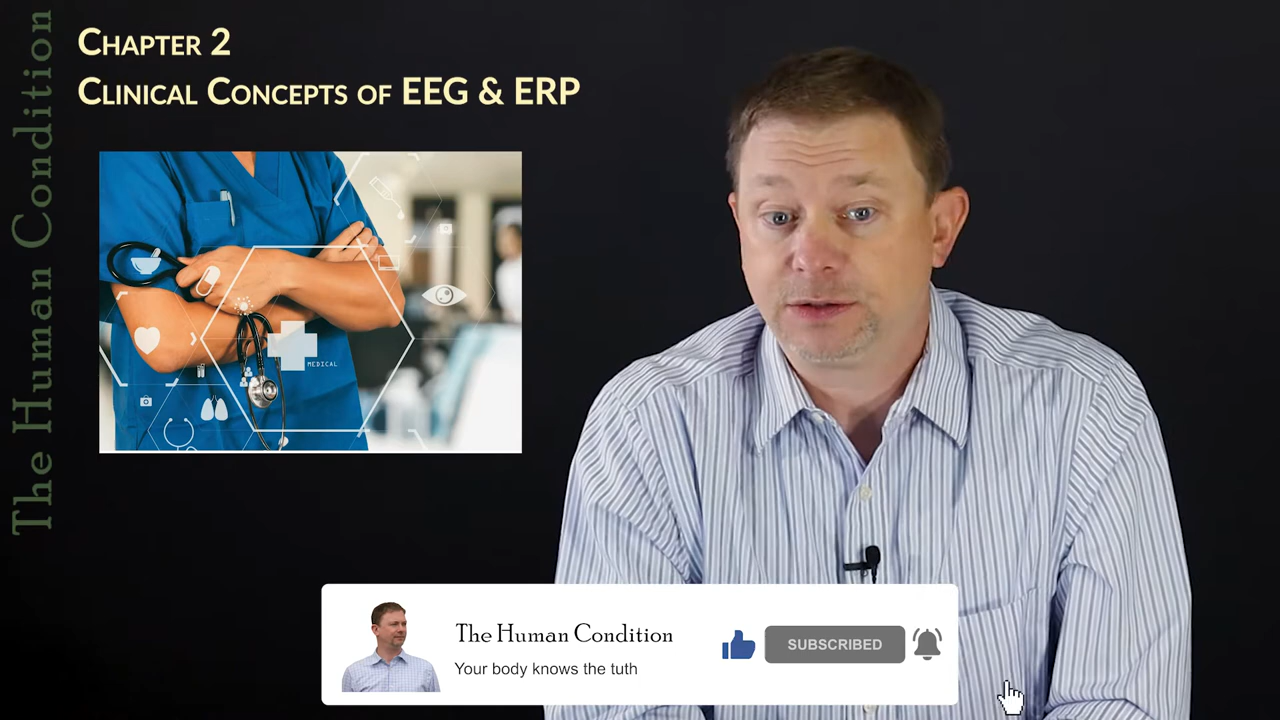 The Human Condition
Chapter 2
Clinical Concepts of EEG & ERP
MEDICAL
The Human Condition
Your body knows the tuth
SUBSCRIBED